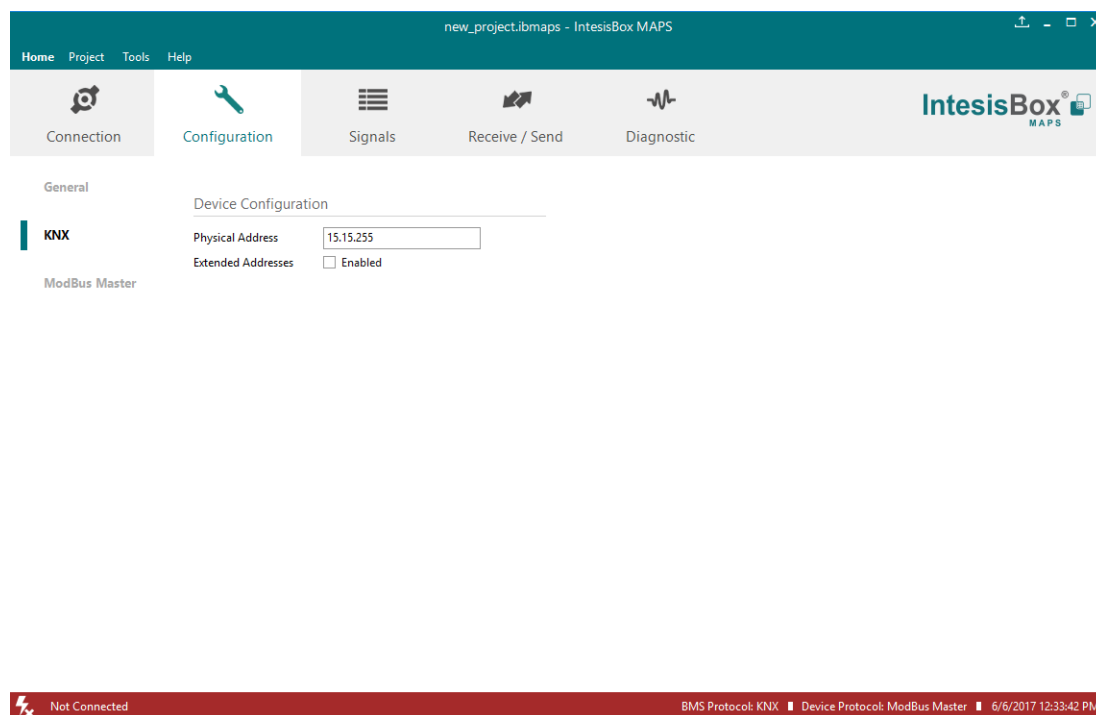 new_project.ibmaps - IntesisBox MAPS
Home Project Tools Help
Connection Configuration Signals Receive / Send Diagnostic
IntesisBox®
MAPS
General
Device Configuration
KNX
Physical Address 15.15.255
Extended Addresses Enabled
ModBus Master
Not Connected BMS Protocol: KNX Device Protocol: ModBus Master 6/6/2017 12:33:42 PM